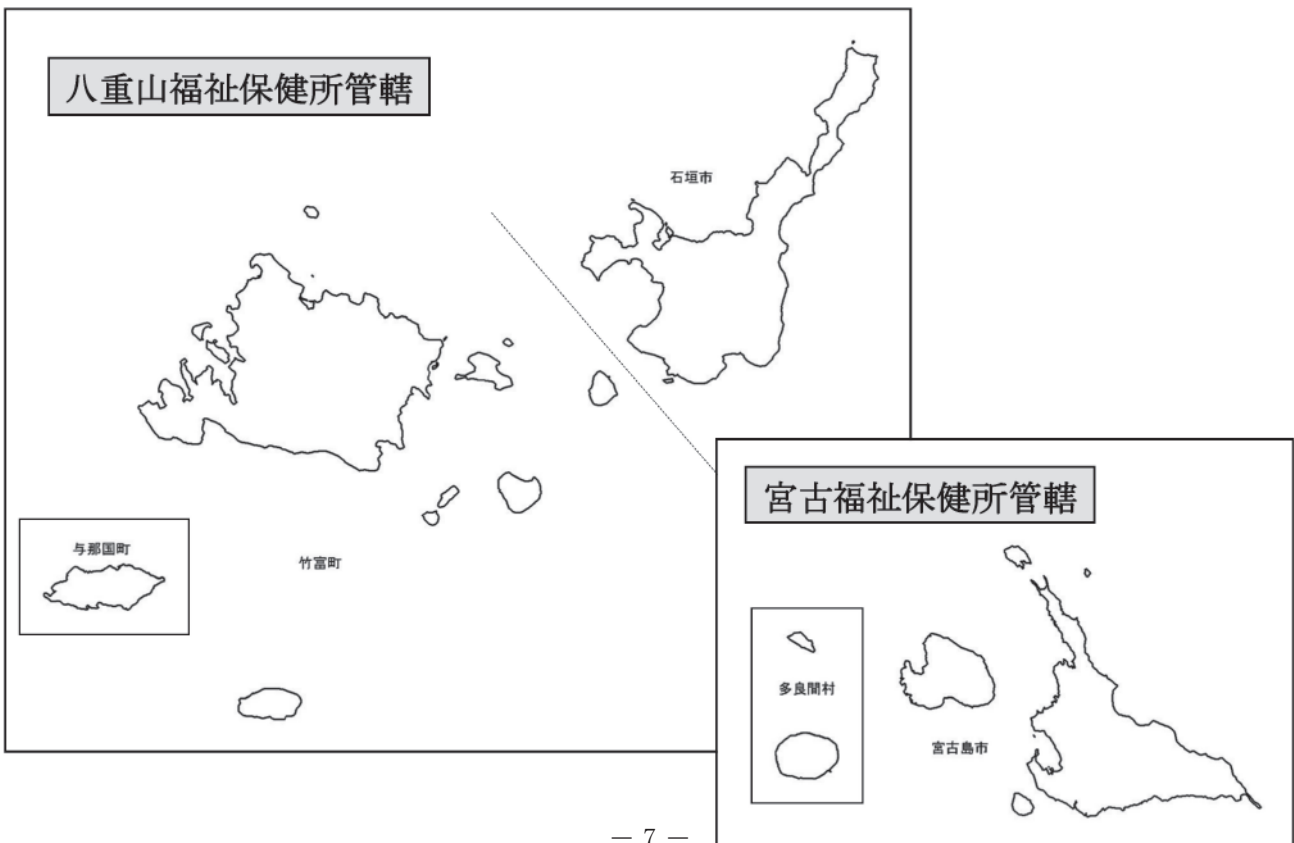 八重山福祉保健所管轄
石垣市
与那国町
竹富町
宮古福祉保健所管轄
多良間村
宮古島市
— 7 —